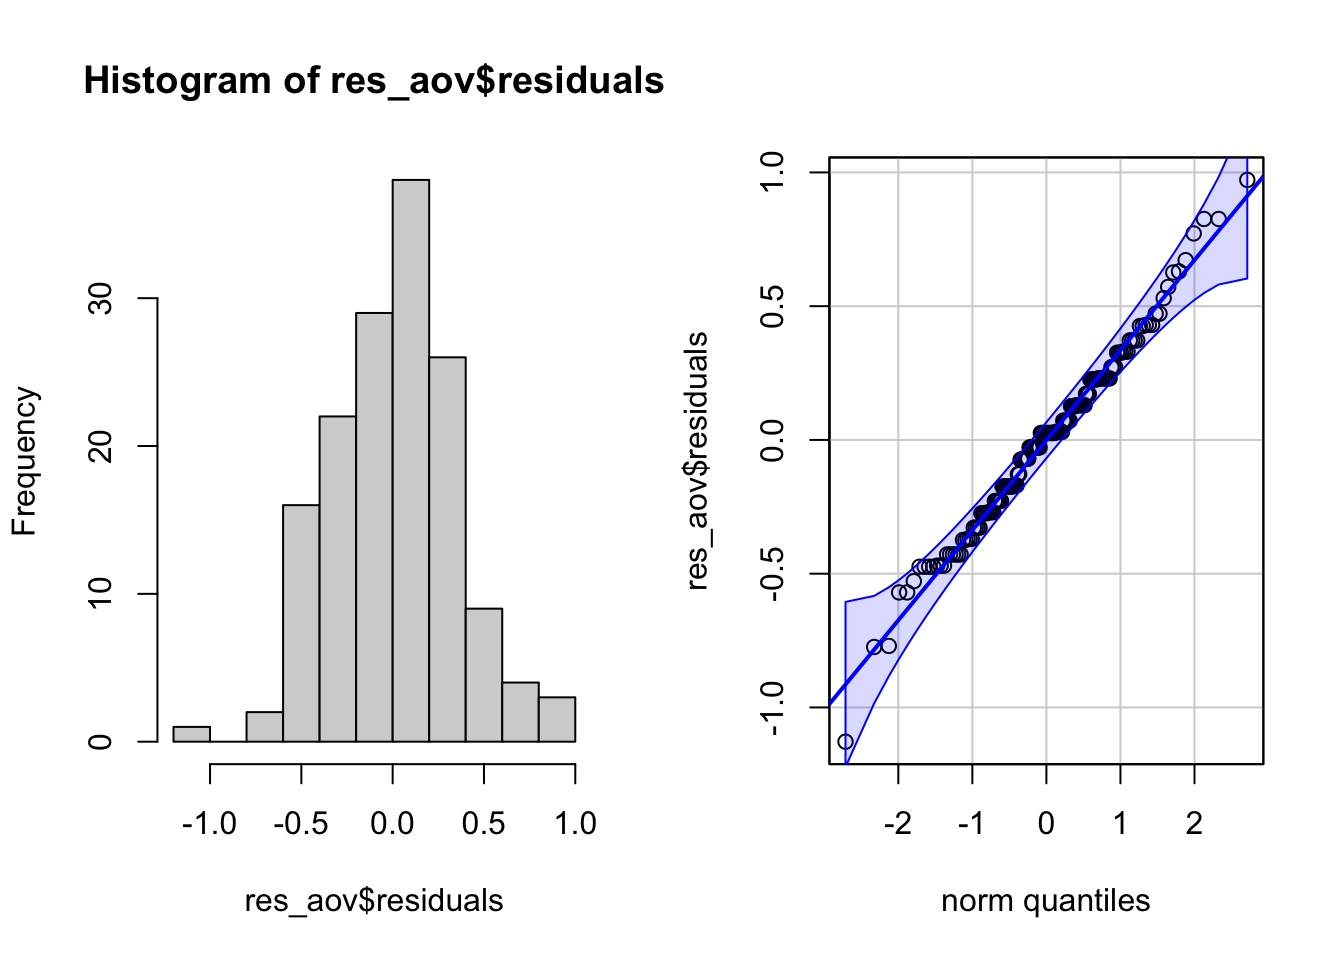 Histogram of res_aov$residuals
Frequency
0
10
20
30
-1.0 -0.5 0.0 0.5 1.0
res_aov$residuals
res_aov$residuals
-1.0
-0.5
0.0
0.5
1.0
-2 -1 0 1 2
norm quantiles